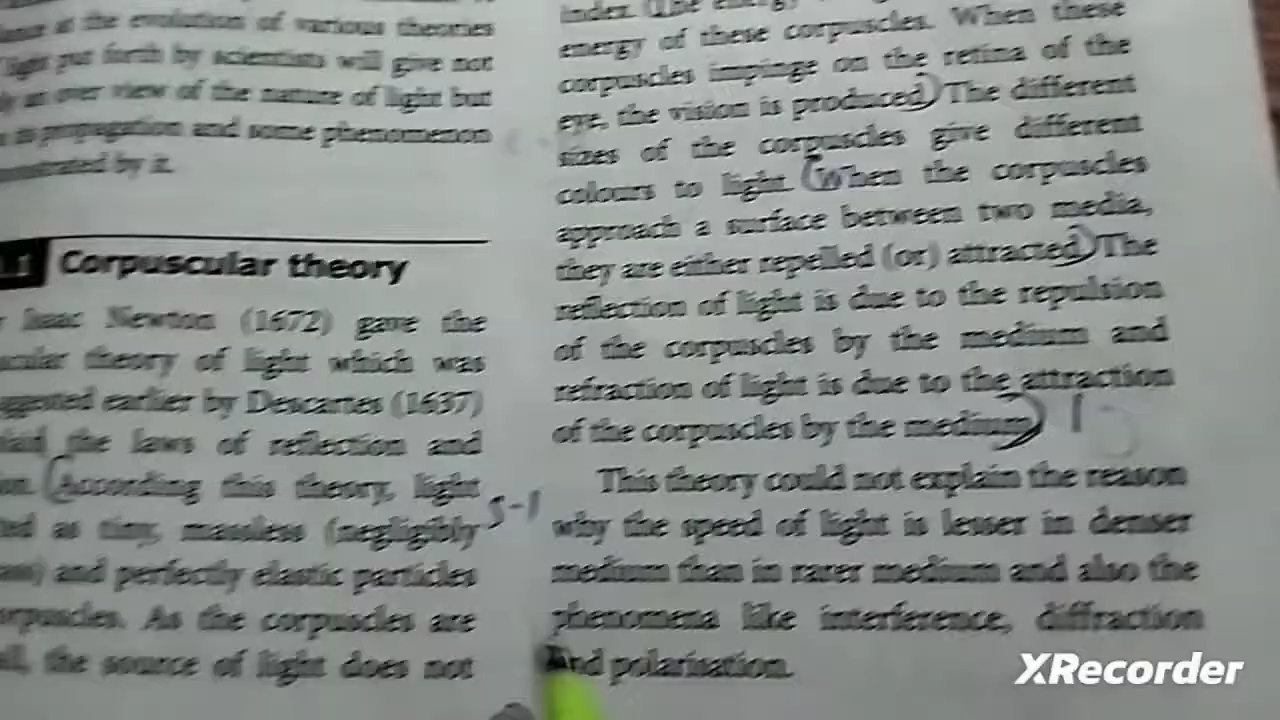 at the evolution of various theories
light put forth by scientists will give not
an over view of the nature of light but
its propagation and some phenomenon
by it.
Corpuscular theory
Isaac Newton (1672) gave the
theory of light which was
earlier by Descartes (1637)
the laws of reflection and
(According this theory, light
as tiny, massless (negligibly
and perfectly elastic particles
As the corpuscles are
the source of light does not
S-1
index. (The energy
energy of these corpuscles. When these
corpuscles impinge on the retina of the
eye, the vision is produced.) The different
sizes of the corpuscles give different
colours to light. (When the corpuscles
approach a surface between two media,
they are either repelled (or) attracted.) The
reflection of light is due to the repulsion
of the corpuscles by the medium and
refraction of light is due to the attraction
of the corpuscles by the medium)
This theory could not explain the reason
why the speed of light is lesser in denser
medium than in rarer medium and also the
phenomena like interference, diffraction
and polarisation.
XRecorder